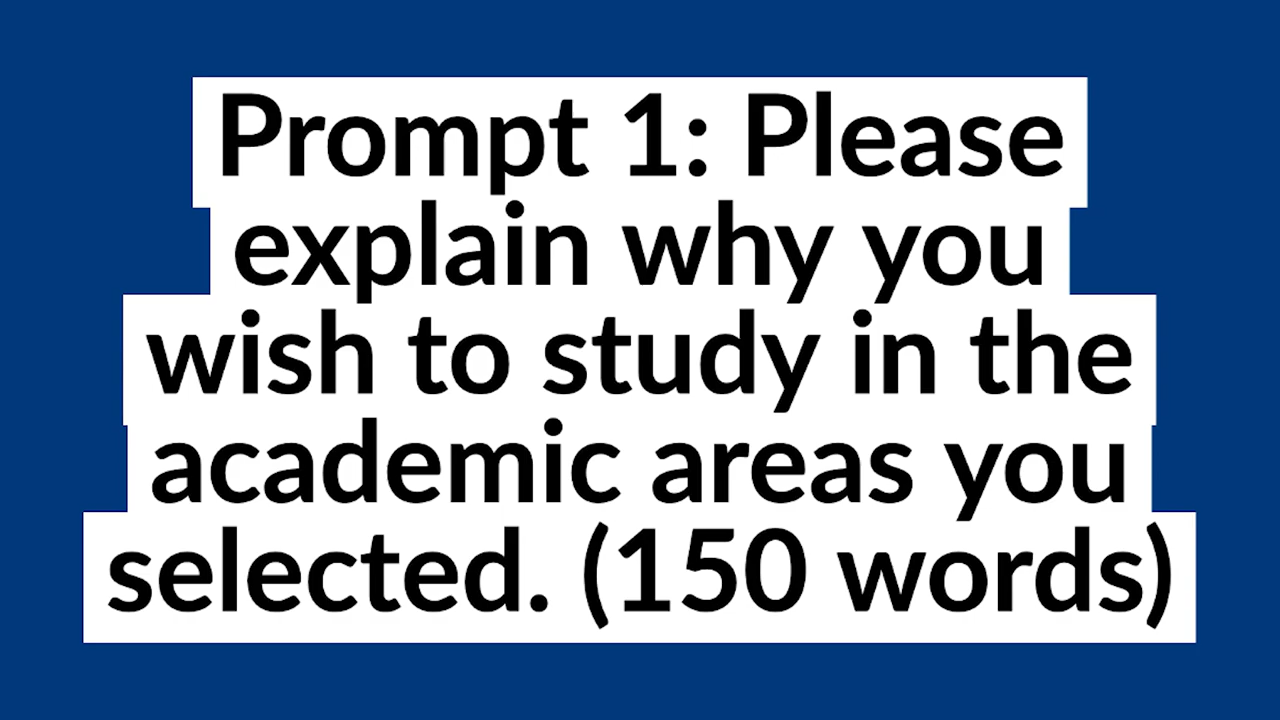 Prompt 1: Please
explain why you
wish to study in the
academic areas you
selected. (150 words)